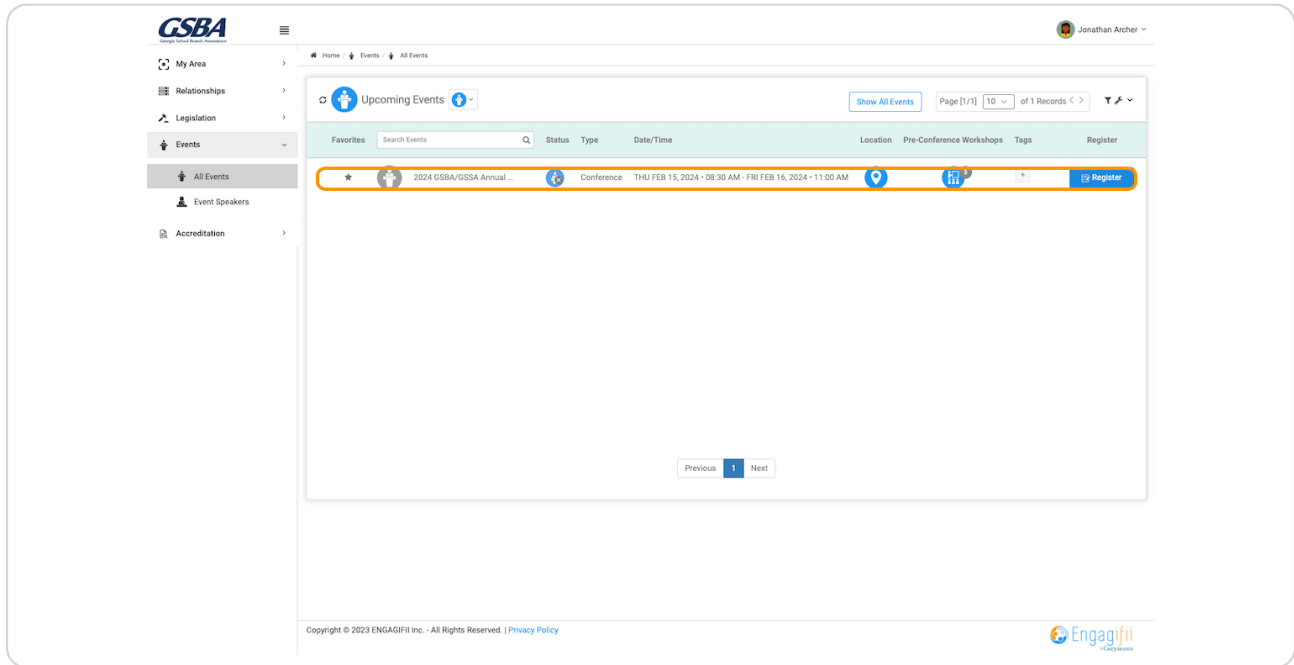 GSBA
Georgia School Boards Association
Jonathan Archer
Home / Events / All Events
My Area
Relationships
Legislation
Events
All Events
Event Speakers
Accreditation
Upcoming Events
Show All Events
Page [1/1] 10 of 1 Records < >
Favorites Search Events Status Type Date/Time Location Pre-Conference Workshops Tags Register
2024 GSBA/GSSA Annual ... Conference THU FEB 15, 2024 • 08:30 AM - FRI FEB 16, 2024 • 11:00 AM + Register
Previous 1 Next
Copyright © 2023 ENGAGIFII Inc. - All Rights Reserved. | Privacy Policy
Engagifii